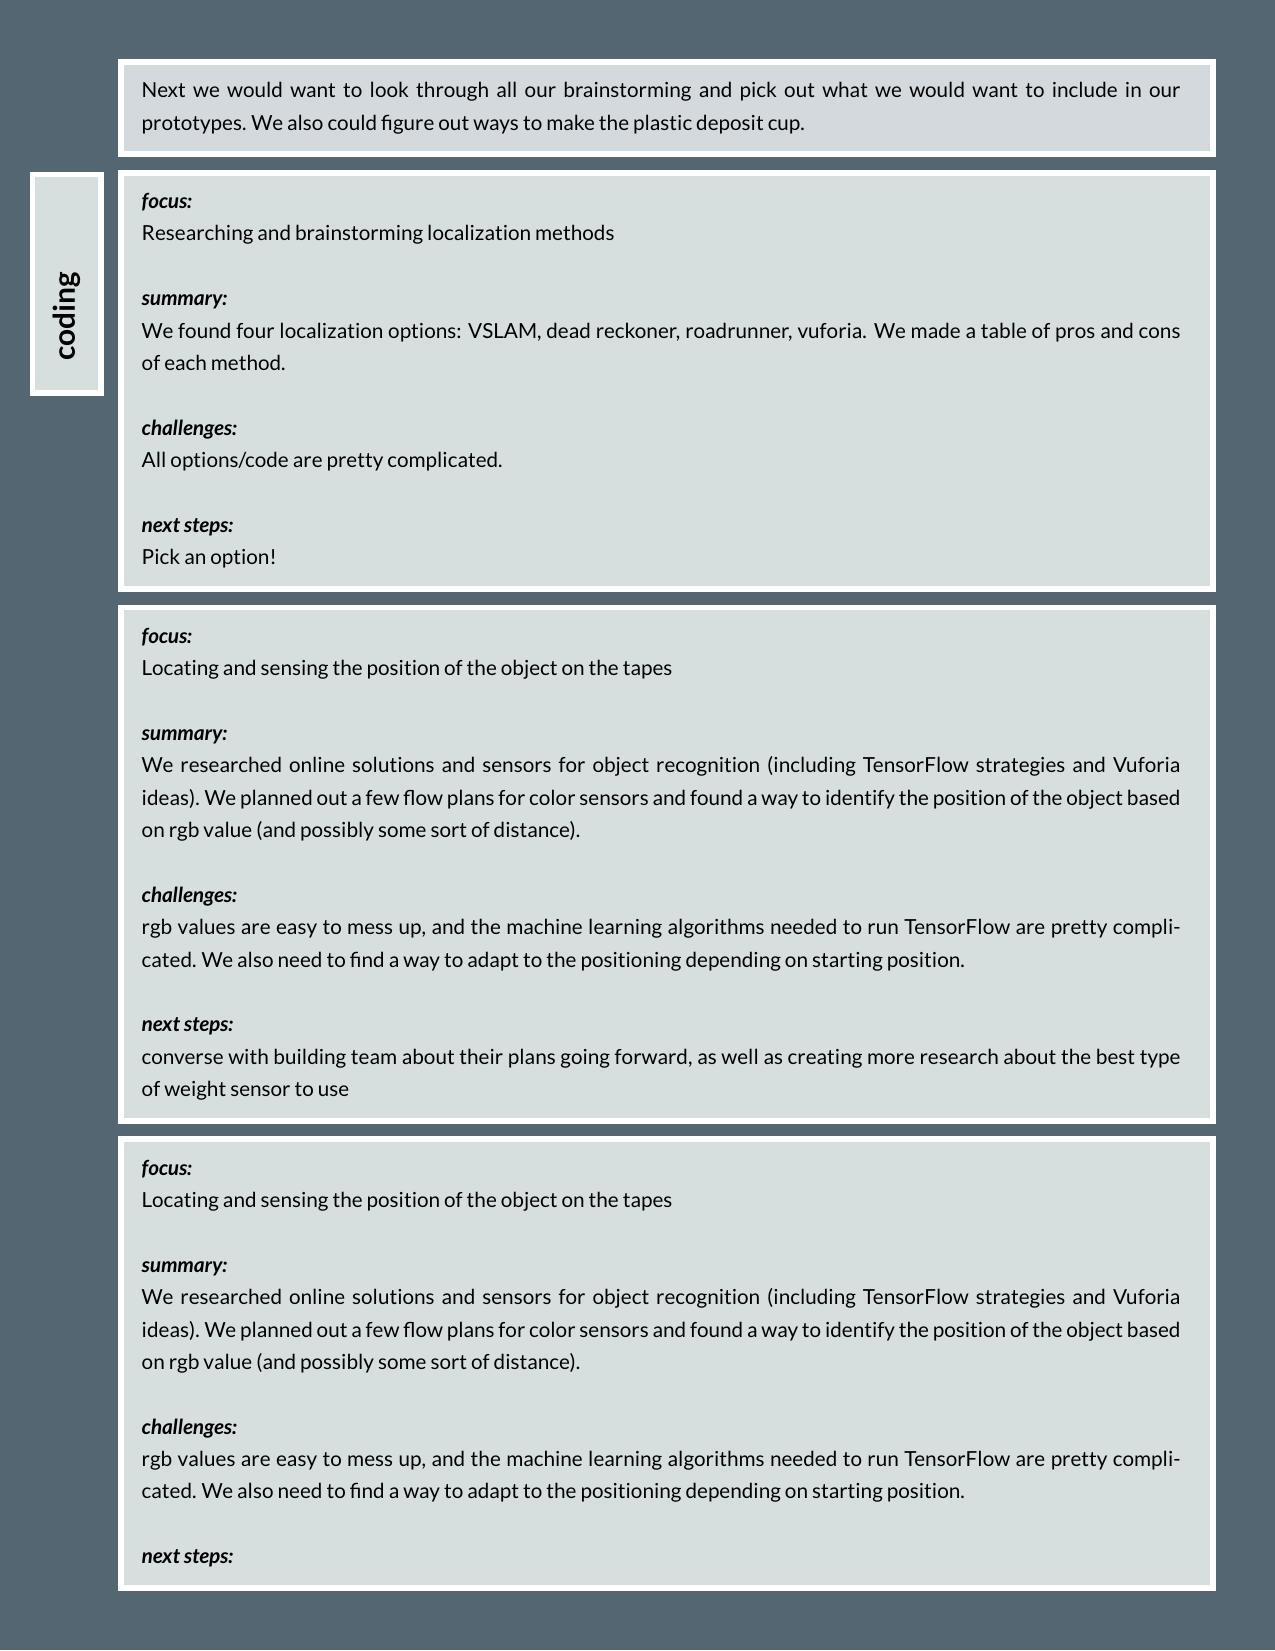 Next we would want to look through all our brainstorming and pick out what we would want to include in our
prototypes. We also could figure out ways to make the plastic deposit cup.
coding
focus:
Researching and brainstorming localization methods
summary:
We found four localization options: VSLAM, dead reckoner, roadrunner, vuforia. We made a table of pros and cons
of each method.
challenges:
All options/code are pretty complicated.
next steps:
Pick an option!
focus:
Locating and sensing the position of the object on the tapes
summary:
We researched online solutions and sensors for object recognition (including TensorFlow strategies and Vuforia
ideas). We planned out a few flow plans for color sensors and found a way to identify the position of the object based
on rgb value (and possibly some sort of distance).
challenges:
rgb values are easy to mess up, and the machine learning algorithms needed to run TensorFlow are pretty compli-
cated. We also need to find a way to adapt to the positioning depending on starting position.
next steps:
converse with building team about their plans going forward, as well as creating more research about the best type
of weight sensor to use
focus:
Locating and sensing the position of the object on the tapes
summary:
We researched online solutions and sensors for object recognition (including TensorFlow strategies and Vuforia
ideas). We planned out a few flow plans for color sensors and found a way to identify the position of the object based
on rgb value (and possibly some sort of distance).
challenges:
rgb values are easy to mess up, and the machine learning algorithms needed to run TensorFlow are pretty compli-
cated. We also need to find a way to adapt to the positioning depending on starting position.
next steps: